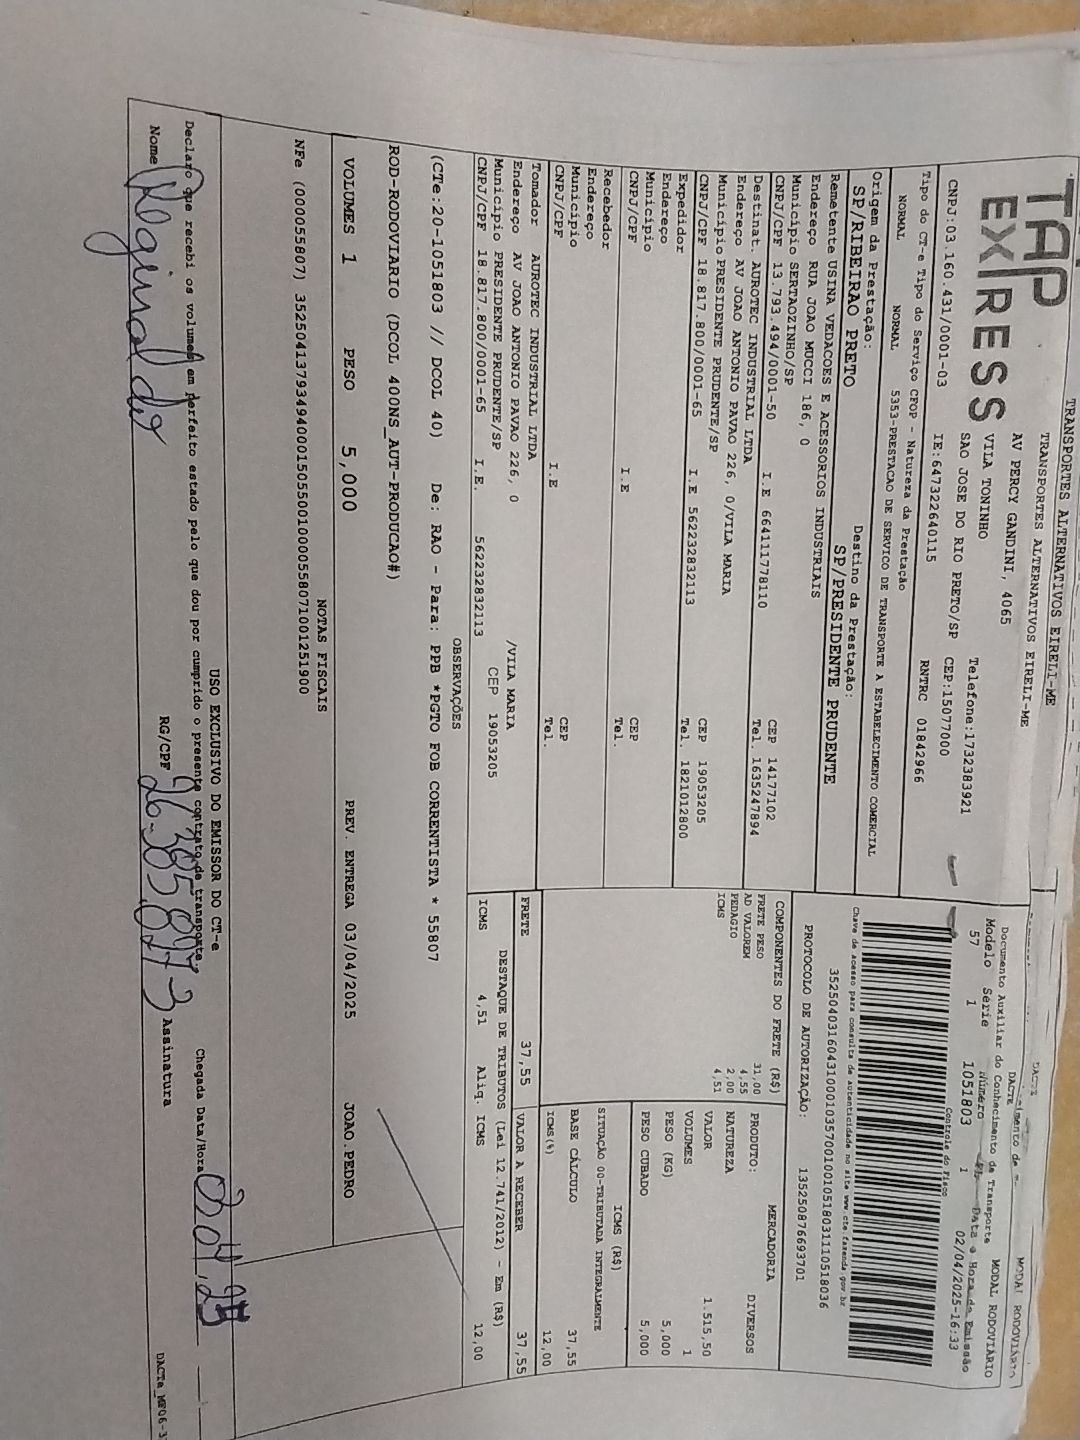 TRANSPORTES ALTERNATIVOS EIRELI-ME
TRANSPORTES ALTERNATIVOS EIRELI-ME
TAP
EXPRESS
AV PERCY GANDINI, 4065
VILA TONINHO
SAO JOSE DO RIO PRETO/SP
Telefone:1732383921
CEP:15077000
CNPJ:03.160.431/0001-03
IE:647322640115
RNTRC 01842966
DACTE
MODAL RODOVIÁRIO
Documento Auxiliar do Conhecimento de Transporte
MODAL RODOVIÁRIO
Modelo Série Número FL Data e Hora de Emissão
57 1 1051803 1 02/04/2025-16:33
Controle do Fisco
Chave de acesso para consulta de autenticidade no site www.cte.fazenda.gov.br
35250403160431000103570010010518031110518036
PROTOCOLO DE AUTORIZAÇÃO: 135250876693701
Tipo do CT-e Tipo do Serviço CFOP - Natureza da Prestação
NORMAL NORMAL 5353-PRESTACAO DE SERVICO DE TRANSPORTE A ESTABELECIMENTO COMERCIAL
Origem da Prestação: Destino da Prestação:
SP/RIBEIRAO PRETO SP/PRESIDENTE PRUDENTE
Remetente USINA VEDACOES E ACESSORIOS INDUSTRIAIS
Endereço RUA JOAO MUCCI 186, 0
Município SERTAOZINHO/SP CEP 14177102
CNPJ/CPF 13.793.494/0001-50 I.E 664111778110 Tel. 1635247894
Destinat. AUROTEC INDUSTRIAL LTDA
Endereço AV JOAO ANTONIO PAVAO 226, 0/VILA MARIA
Município PRESIDENTE PRUDENTE/SP CEP 19053205
CNPJ/CPF 18.817.800/0001-65 I.E 562232832113 Tel. 1821012800
Expedidor
Endereço
Município CEP
CNPJ/CPF I.E Tel.
Recebedor
Endereço
Município CEP
CNPJ/CPF I.E Tel.
Tomador AUROTEC INDUSTRIAL LTDA
Endereço AV JOAO ANTONIO PAVAO 226, 0 /VILA MARIA
Município PRESIDENTE PRUDENTE/SP CEP 19053205
CNPJ/CPF 18.817.800/0001-65 I.E. 562232832113
COMPONENTES DO FRETE (R$)
FRETE PESO 31,00
AD VALOREM 4,55
PEDAGIO 2,00
ICMS 4,51
MERCADORIA
PRODUTO: DIVERSOS
NATUREZA
VALOR 1.515,50
VOLUMES 1
PESO (KG) 5,000
PESO CUBADO 5,000
ICMS (R$)
SITUAÇÃO 00-TRIBUTADA INTEGRALMENTE
BASE CÁLCULO 37,55
ICMS(%) 12,00
FRETE 37,55 VALOR A RECEBER 37,55
DESTAQUE DE TRIBUTOS (Lei 12.741/2012) - Em (R$)
ICMS 4,51 Aliq. ICMS 12,00
OBSERVAÇÕES
(CTe:20-1051803 // DCOL 40) De: RAO - Para: PPB *PGTO FOB CORRENTISTA * 55807
ROD-RODOVIARIO (DCOL 400NS_AUT-PRODUCAO#)
VOLUMES 1 PESO 5,000 PREV. ENTREGA 03/04/2025 JOAO.PEDRO
NOTAS FISCAIS
NFe (000055807) 35250413793494000150550010000558071001251900
USO EXCLUSIVO DO EMISSOR DO CT-e
Declaro que recebi os volumes em perfeito estado pelo que dou por cumprido o presente contrato de transporte.
Chegada Data/Hora
Nome Reginaldo RG/CPF 26.385.897-3 Assinatura
DACTe_MF06-3